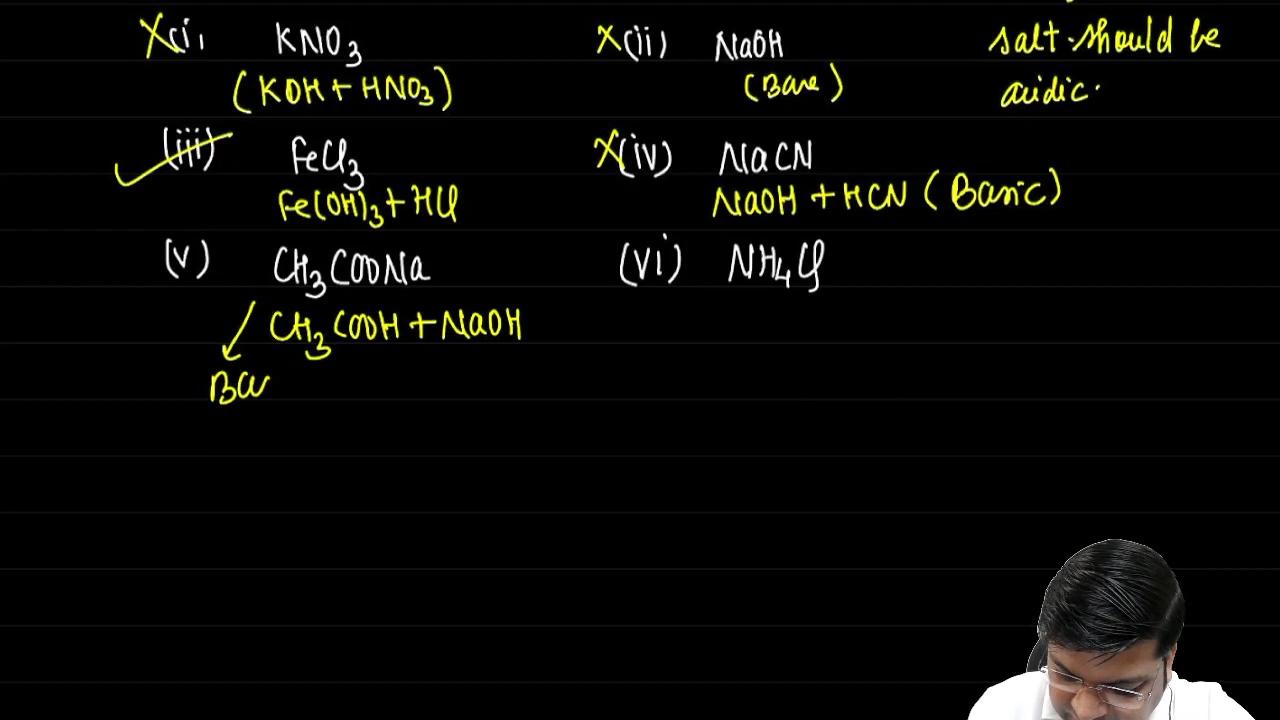 X (i) KNO3 X (ii) NaOH salt should be
(KOH + HNO3) (Base) acidic.
(iii) FeCl3 X (iv) NaCN
Fe(OH)3 + HCl NaOH + HCN (Basic)
(v) CH3COONa (vi) NH4Cl
CH3COOH + NaOH
Bas